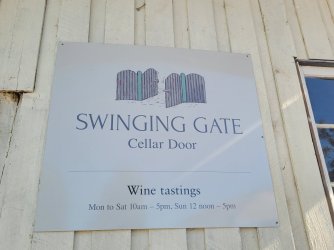 SWINGING GATE
Cellar Door
Wine tastings
Mon to Sat 10am – 5pm, Sun 12 noon – 5pm